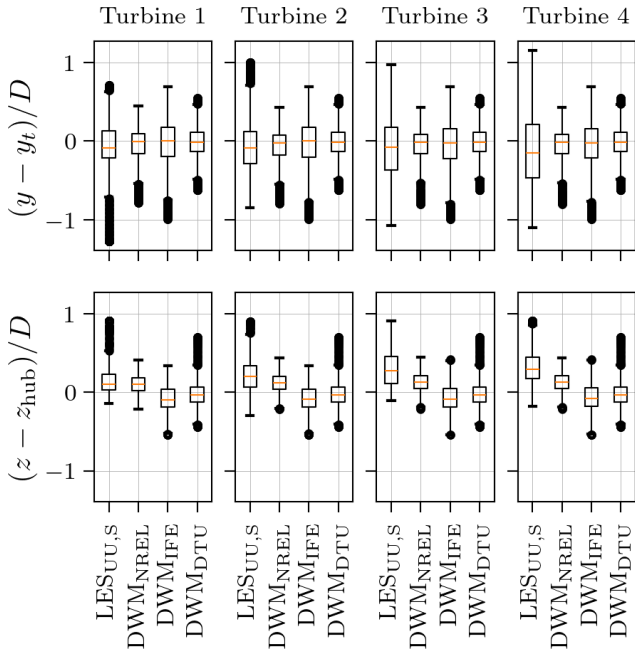 Turbine 1 Turbine 2 Turbine 3 Turbine 4
(y − y_t)/D
1
0
−1
(z − z_hub)/D
1
0
−1
LES_UU,S DWM_NREL DWM_IFE DWM_DTU LES_UU,S DWM_NREL DWM_IFE DWM_DTU LES_UU,S DWM_NREL DWM_IFE DWM_DTU LES_UU,S DWM_NREL DWM_IFE DWM_DTU